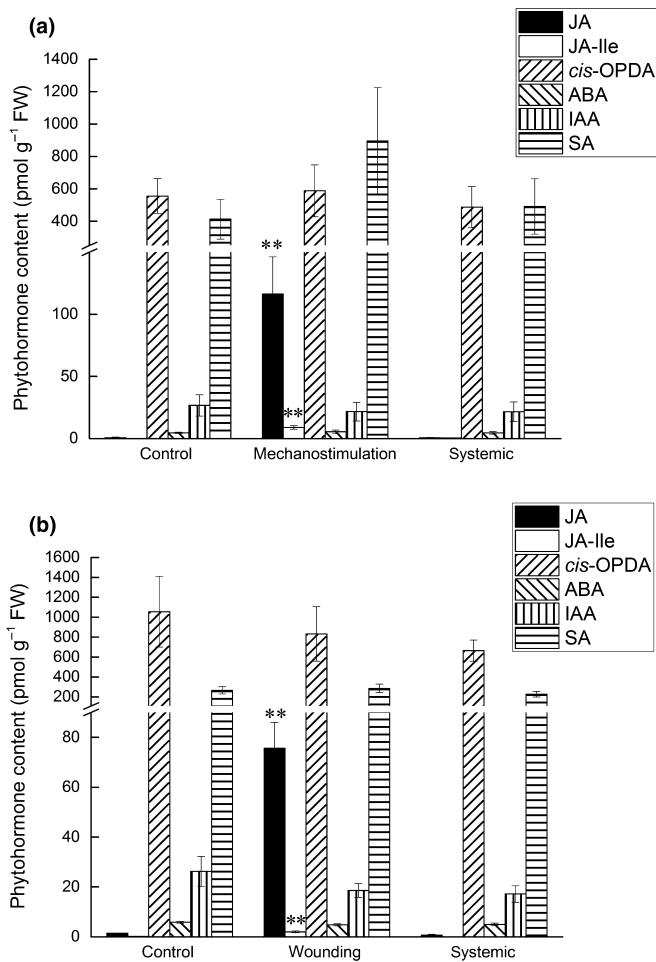 (a)
JA
JA-Ile
cis-OPDA
ABA
IAA
SA
Phytohormone content (pmol g⁻¹ FW)
1400
1200
1000
800
600
400
100
50
0
**
**
Control
Mechanostimulation
Systemic
(b)
JA
JA-Ile
cis-OPDA
ABA
IAA
SA
Phytohormone content (pmol g⁻¹ FW)
1600
1400
1200
1000
800
600
400
200
80
60
40
20
0
**
**
Control
Wounding
Systemic